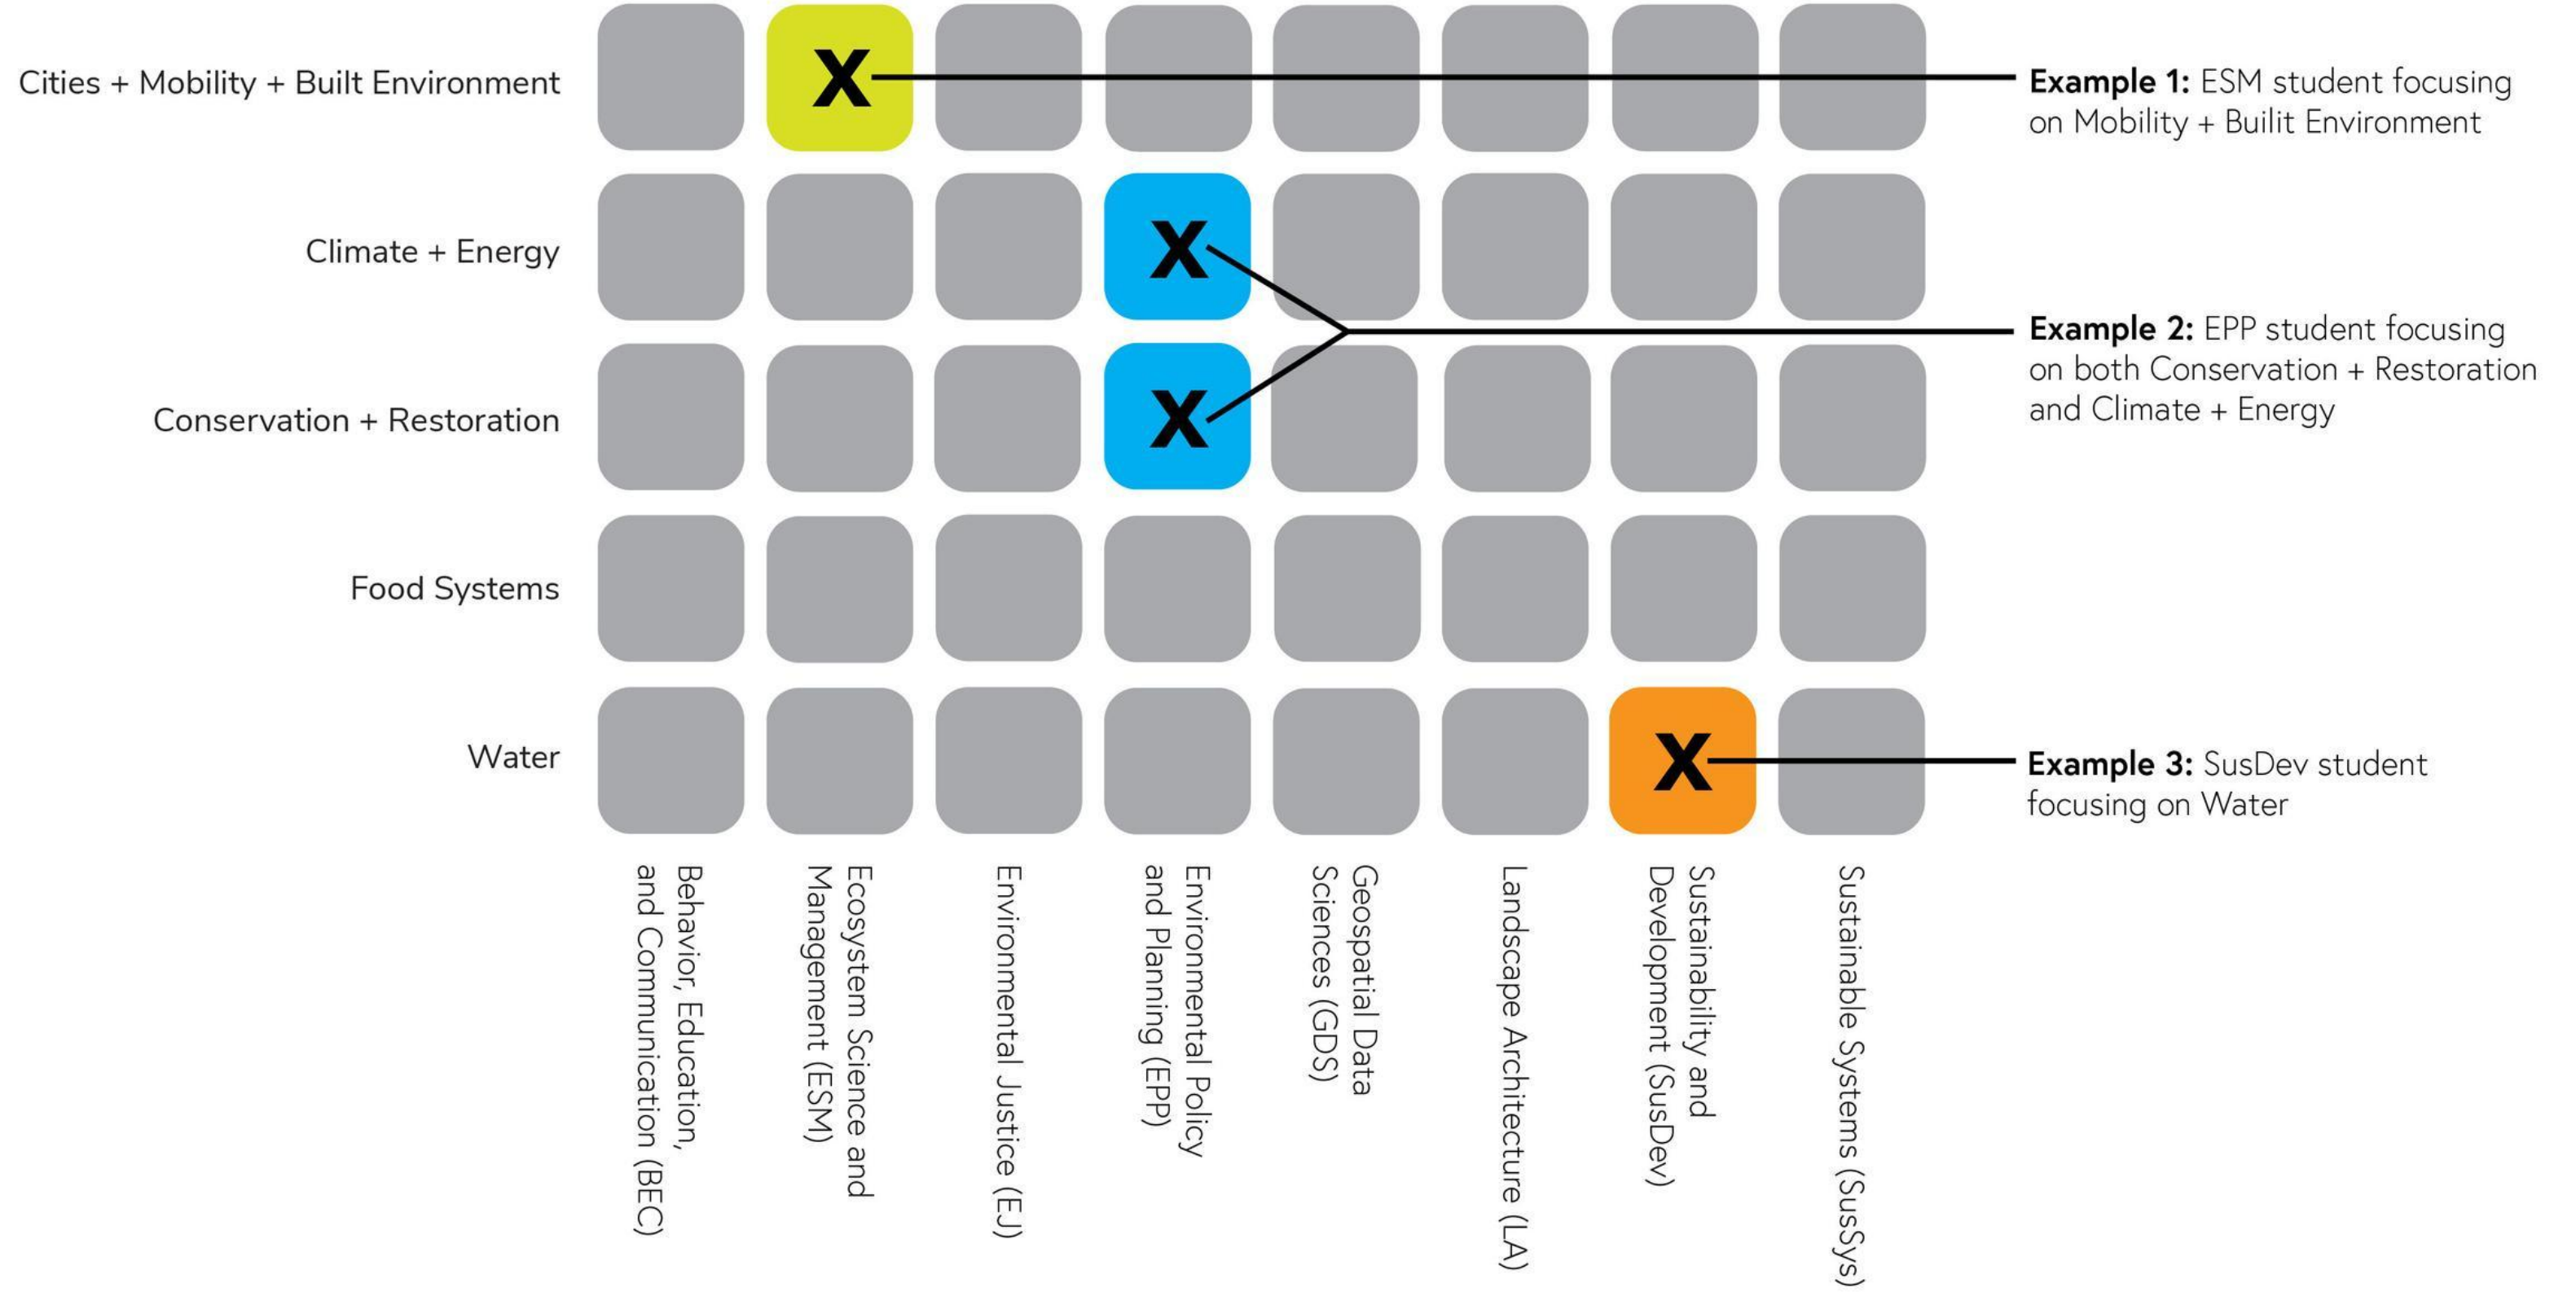 Cities + Mobility + Built Environment
X
Example 1: ESM student focusing
on Mobility + Builit Environment
Climate + Energy
X
Example 2: EPP student focusing
on both Conservation + Restoration
and Climate + Energy
Conservation + Restoration
X
Food Systems
Water
X
Example 3: SusDev student
focusing on Water
Behavior, Education,
and Communication (BEC)
Ecosystem Science and
Management (ESM)
Environmental Justice (EJ)
Environmental Policy
and Planning (EPP)
Geospatial Data
Sciences (GDS)
Landscape Architecture (LA)
Sustainability and
Development (SusDev)
Sustainable Systems (SusSys)